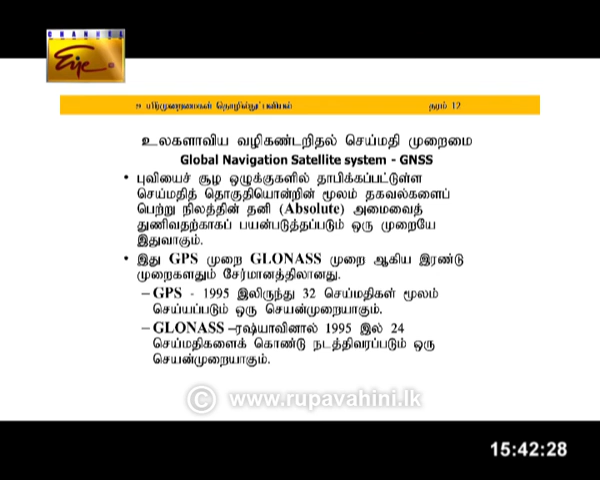 CHANNEL
Eye
உயிர்முறைமைகள் தொழில்நுட்பவியல் தரம் 12
உலகளாவிய வழிகண்டறிதல் செய்மதி முறைமை
Global Navigation Satellite system - GNSS
• புவியைச் சூழ ஒழுக்குகளில் தாபிக்கப்பட்டுள்ள
செய்மதித் தொகுதியொன்றின் மூலம் தகவல்களைப்
பெற்று நிலத்தின் தனி (Absolute) அமைவைத்
துணிவதற்காகப் பயன்படுத்தப்படும் ஒரு முறையே
இதுவாகும்.
• இது GPS முறை GLONASS முறை ஆகிய இரண்டு
முறைகளதும் சேர்மானத்திலானது.
– GPS - 1995 இலிருந்து 32 செய்மதிகள் மூலம்
செய்யப்படும் ஒரு செயன்முறையாகும்.
– GLONASS –ரஷ்யாவினால் 1995 இல் 24
செய்மதிகளைக் கொண்டு நடத்திவரப்படும் ஒரு
செயன்முறையாகும்.
© www.rupavahini.lk
15:42:28